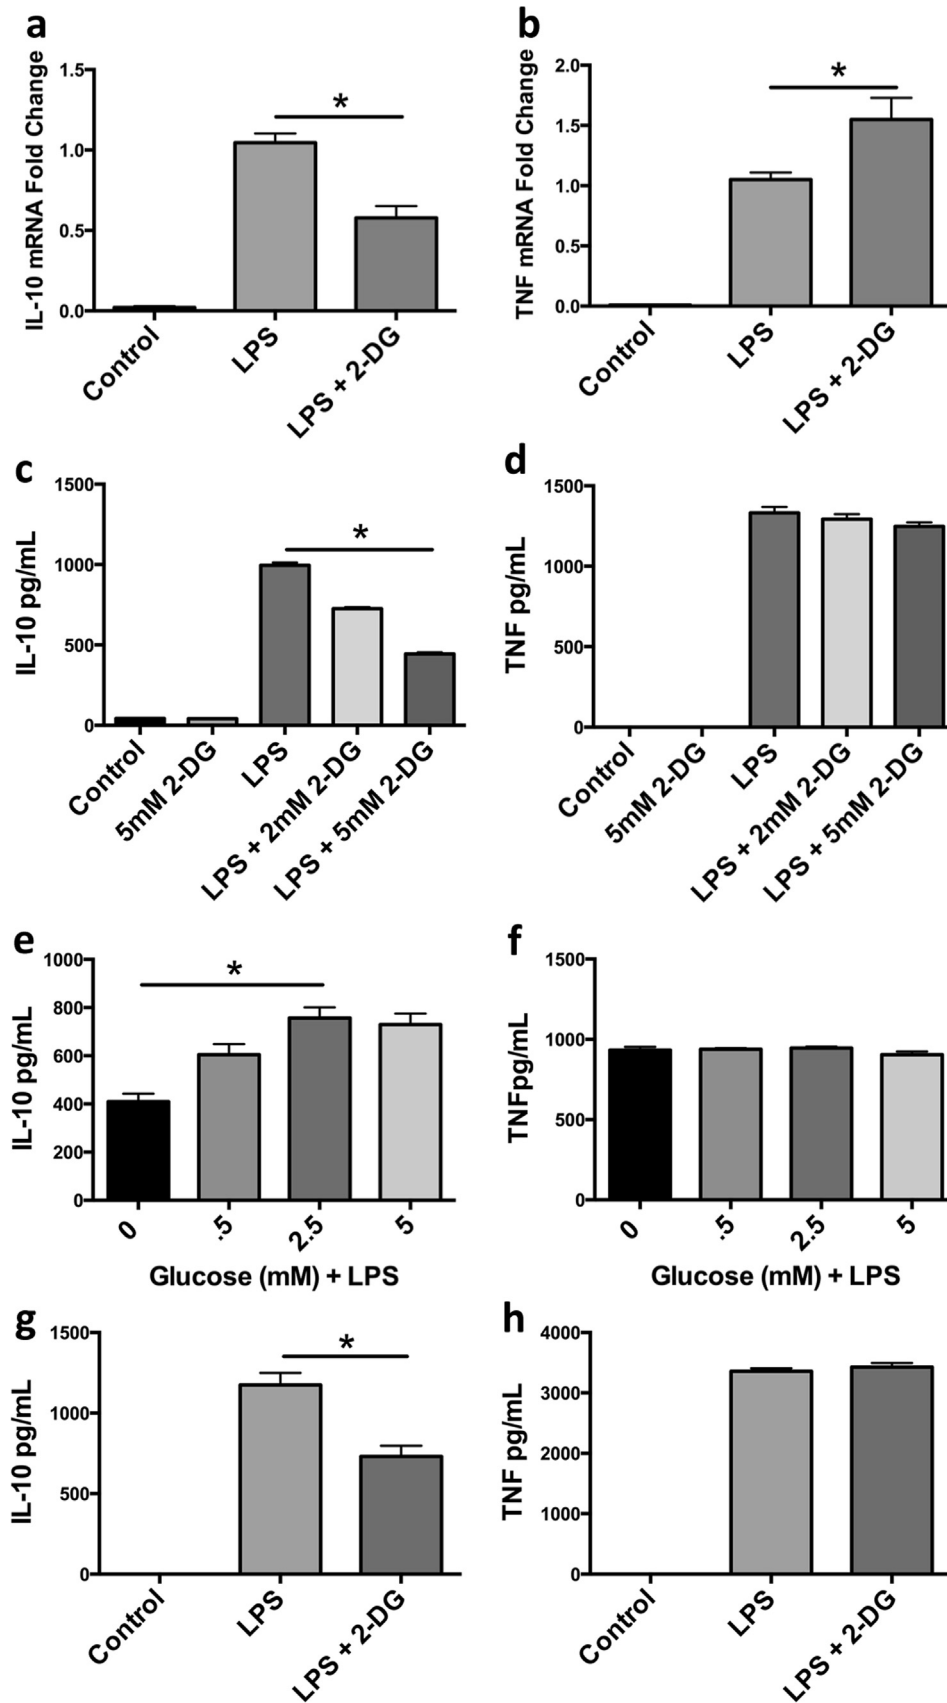 a
IL-10 mRNA Fold Change
1.5
1.0
0.5
0.0
*
Control
LPS
LPS + 2-DG
b
TNF mRNA Fold Change
2.0
1.5
1.0
0.5
0.0
*
Control
LPS
LPS + 2-DG
c
IL-10 pg/mL
1500
1000
500
0
*
Control
5mM 2-DG
LPS
LPS + 2mM 2-DG
LPS + 5mM 2-DG
d
TNF pg/mL
1500
1000
500
0
Control
5mM 2-DG
LPS
LPS + 2mM 2-DG
LPS + 5mM 2-DG
e
IL-10 pg/mL
1000
800
600
400
200
0
*
0
.5
2.5
5
Glucose (mM) + LPS
f
TNFpg/mL
1500
1000
500
0
0
.5
2.5
5
Glucose (mM) + LPS
g
IL-10 pg/mL
1500
1000
500
0
*
Control
LPS
LPS + 2-DG
h
TNF pg/mL
4000
3000
2000
1000
0
Control
LPS
LPS + 2-DG